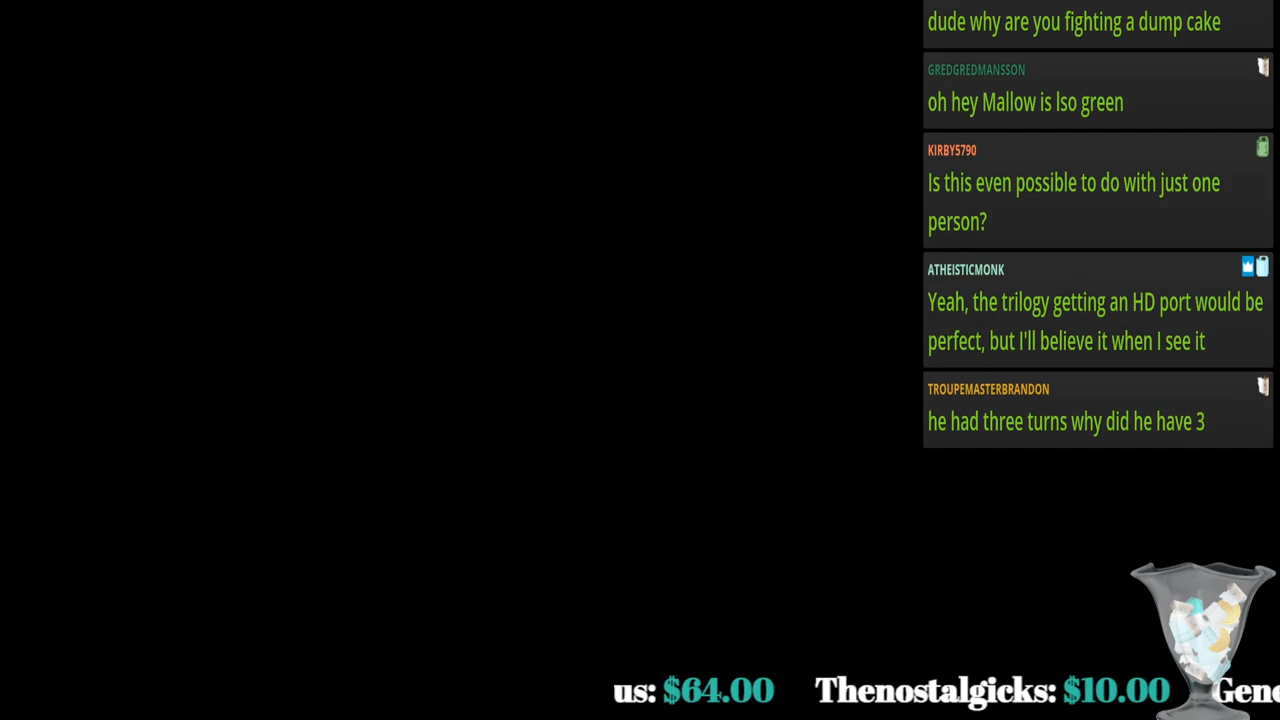 dude why are you fighting a dump cake
GREDGREDMANSSON
oh hey Mallow is lso green
KIRBY5790
Is this even possible to do with just one
person?
ATHEISTICMONK
Yeah, the trilogy getting an HD port would be
perfect, but I'll believe it when I see it
TROUPEMASTERBRANDON
he had three turns why did he have 3
us: $64.00 Thenostalgicks: $10.00 Geno